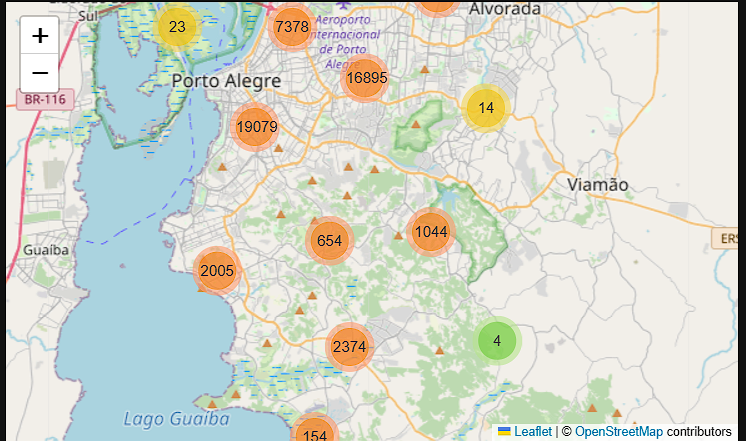 Sul
+
−
23
7378
Aeroporto
Internacional
de Porto
Alegre
Alvorada
Porto Alegre
16895
BR-116
14
19079
Viamão
654
1044
Guaíba
ERS
2005
2374
4
Lago Guaíba
154
Leaflet | © OpenStreetMap contributors